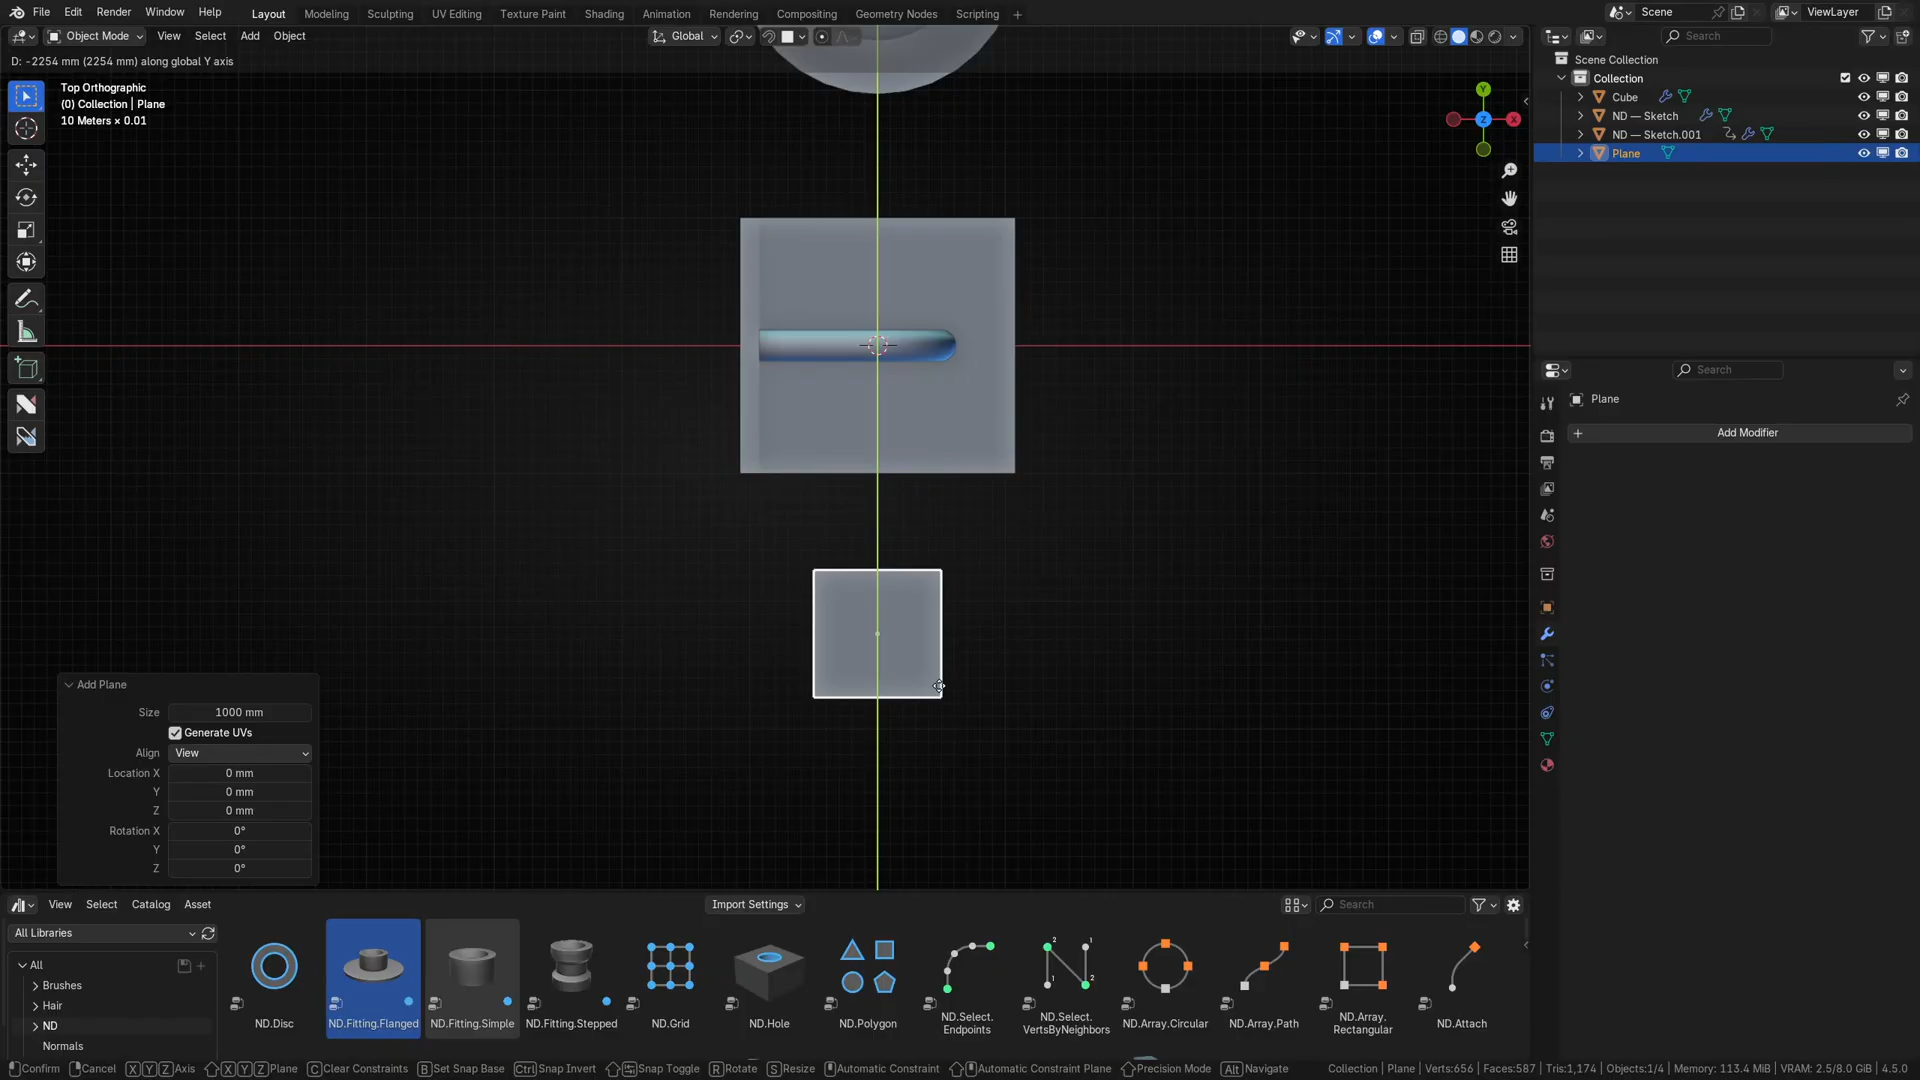 File Edit Render Window Help Layout Modeling Sculpting UV Editing Texture Paint Shading Animation Rendering Compositing Geometry Nodes Scripting + Scene ViewLayer
Object Mode View Select Add Object Global Search
D: -2254 mm (2254 mm) along global Y axis
Top Orthographic
(0) Collection | Plane
10 Meters × 0.01
Y
Z
X
Scene Collection
Collection
Cube
ND — Sketch
ND — Sketch.001
Plane
Search
Plane
+ Add Modifier
Add Plane
Size 1000 mm
Generate UVs
Align View
Location X 0 mm
Y 0 mm
Z 0 mm
Rotation X 0°
Y 0°
Z 0°
View Select Catalog Asset Import Settings Search
All Libraries
All
Brushes
Hair
ND
Normals
ND.Disc
ND.Fitting.Flanged
ND.Fitting.Simple
ND.Fitting.Stepped
ND.Grid
ND.Hole
ND.Polygon
ND.Select.
Endpoints
2 1
1 2
ND.Select.
VertsByNeighbors
ND.Array.Circular
ND.Array.Path
ND.Array.
Rectangular
ND.Attach
Confirm Cancel X Y Z Axis X Y Z Plane C Clear Constraints B Set Snap Base Ctrl Snap Invert Snap Toggle R Rotate S Resize Automatic Constraint Automatic Constraint Plane Precision Mode Alt Navigate Collection | Plane | Verts:656 | Faces:587 | Tris:1,174 | Objects:1/4 | Memory: 113.4 MiB | VRAM: 2.5/8.0 GiB | 4.5.0